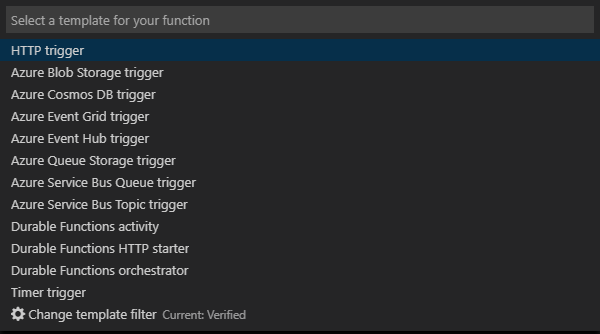 Select a template for your function
HTTP trigger
Azure Blob Storage trigger
Azure Cosmos DB trigger
Azure Event Grid trigger
Azure Event Hub trigger
Azure Queue Storage trigger
Azure Service Bus Queue trigger
Azure Service Bus Topic trigger
Durable Functions activity
Durable Functions HTTP starter
Durable Functions orchestrator
Timer trigger
Change template filter Current: Verified